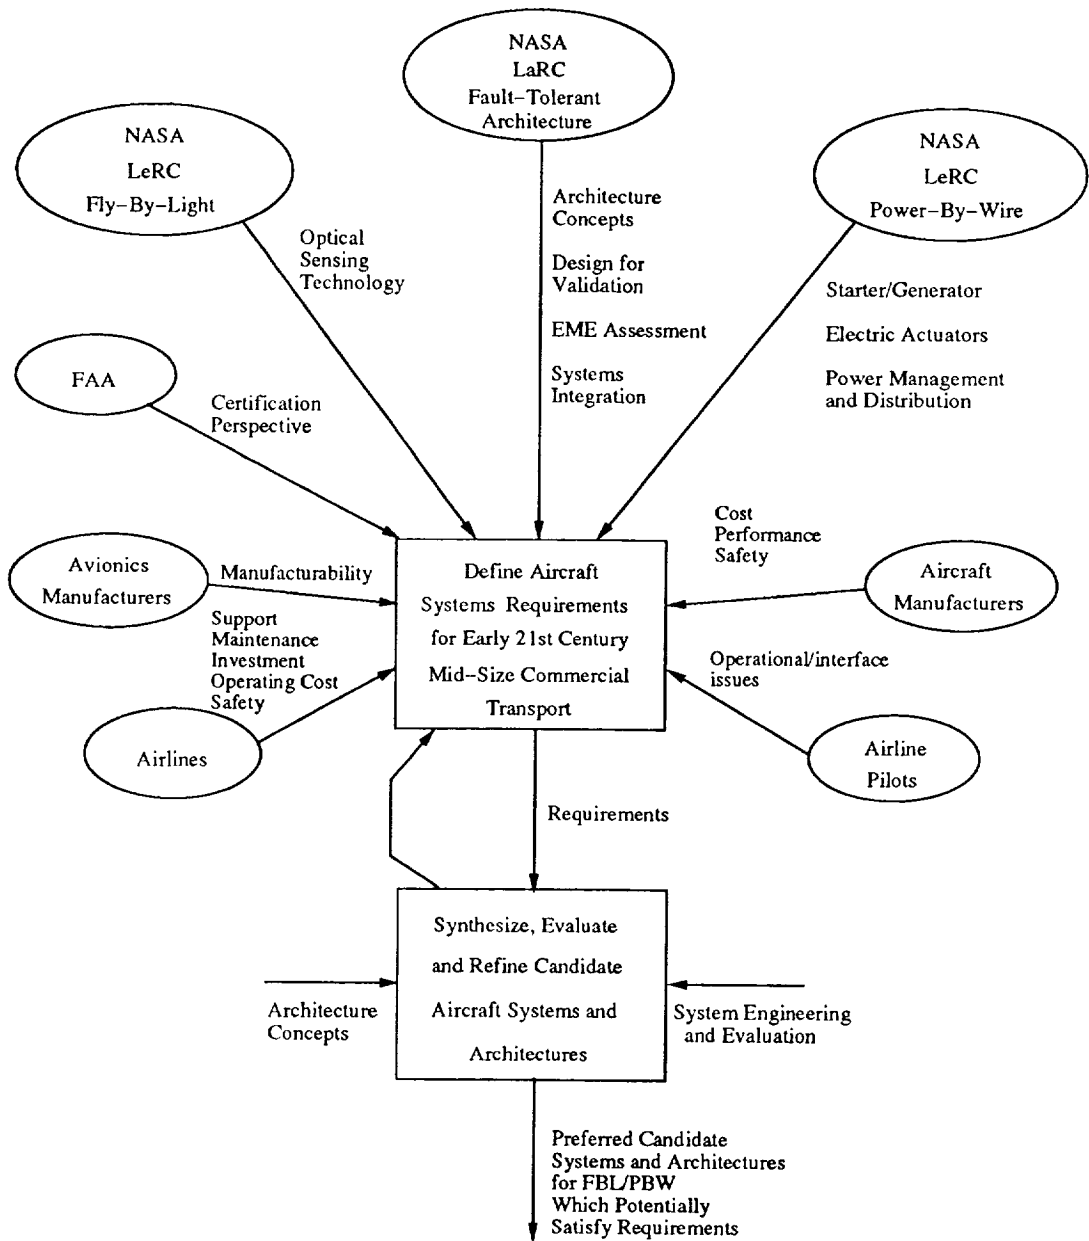 NASA
LaRC
Fault-Tolerant
Architecture
NASA
LeRC
Fly-By-Light
NASA
LeRC
Power-By-Wire
Optical
Sensing
Technology
Architecture
Concepts
Design for
Validation
EME Assessment
Systems
Integration
Starter/Generator
Electric Actuators
Power Management
and Distribution
FAA
Certification
Perspective
Avionics
Manufacturers
Manufacturability
Support
Maintenance
Investment
Operating Cost
Safety
Airlines
Define Aircraft
Systems Requirements
for Early 21st Century
Mid-Size Commercial
Transport
Cost
Performance
Safety
Aircraft
Manufacturers
Operational/interface
issues
Airline
Pilots
Requirements
Synthesize, Evaluate
and Refine Candidate
Aircraft Systems and
Architectures
Architecture
Concepts
System Engineering
and Evaluation
Preferred Candidate
Systems and Architectures
for FBL/PBW
Which Potentially
Satisfy Requirements